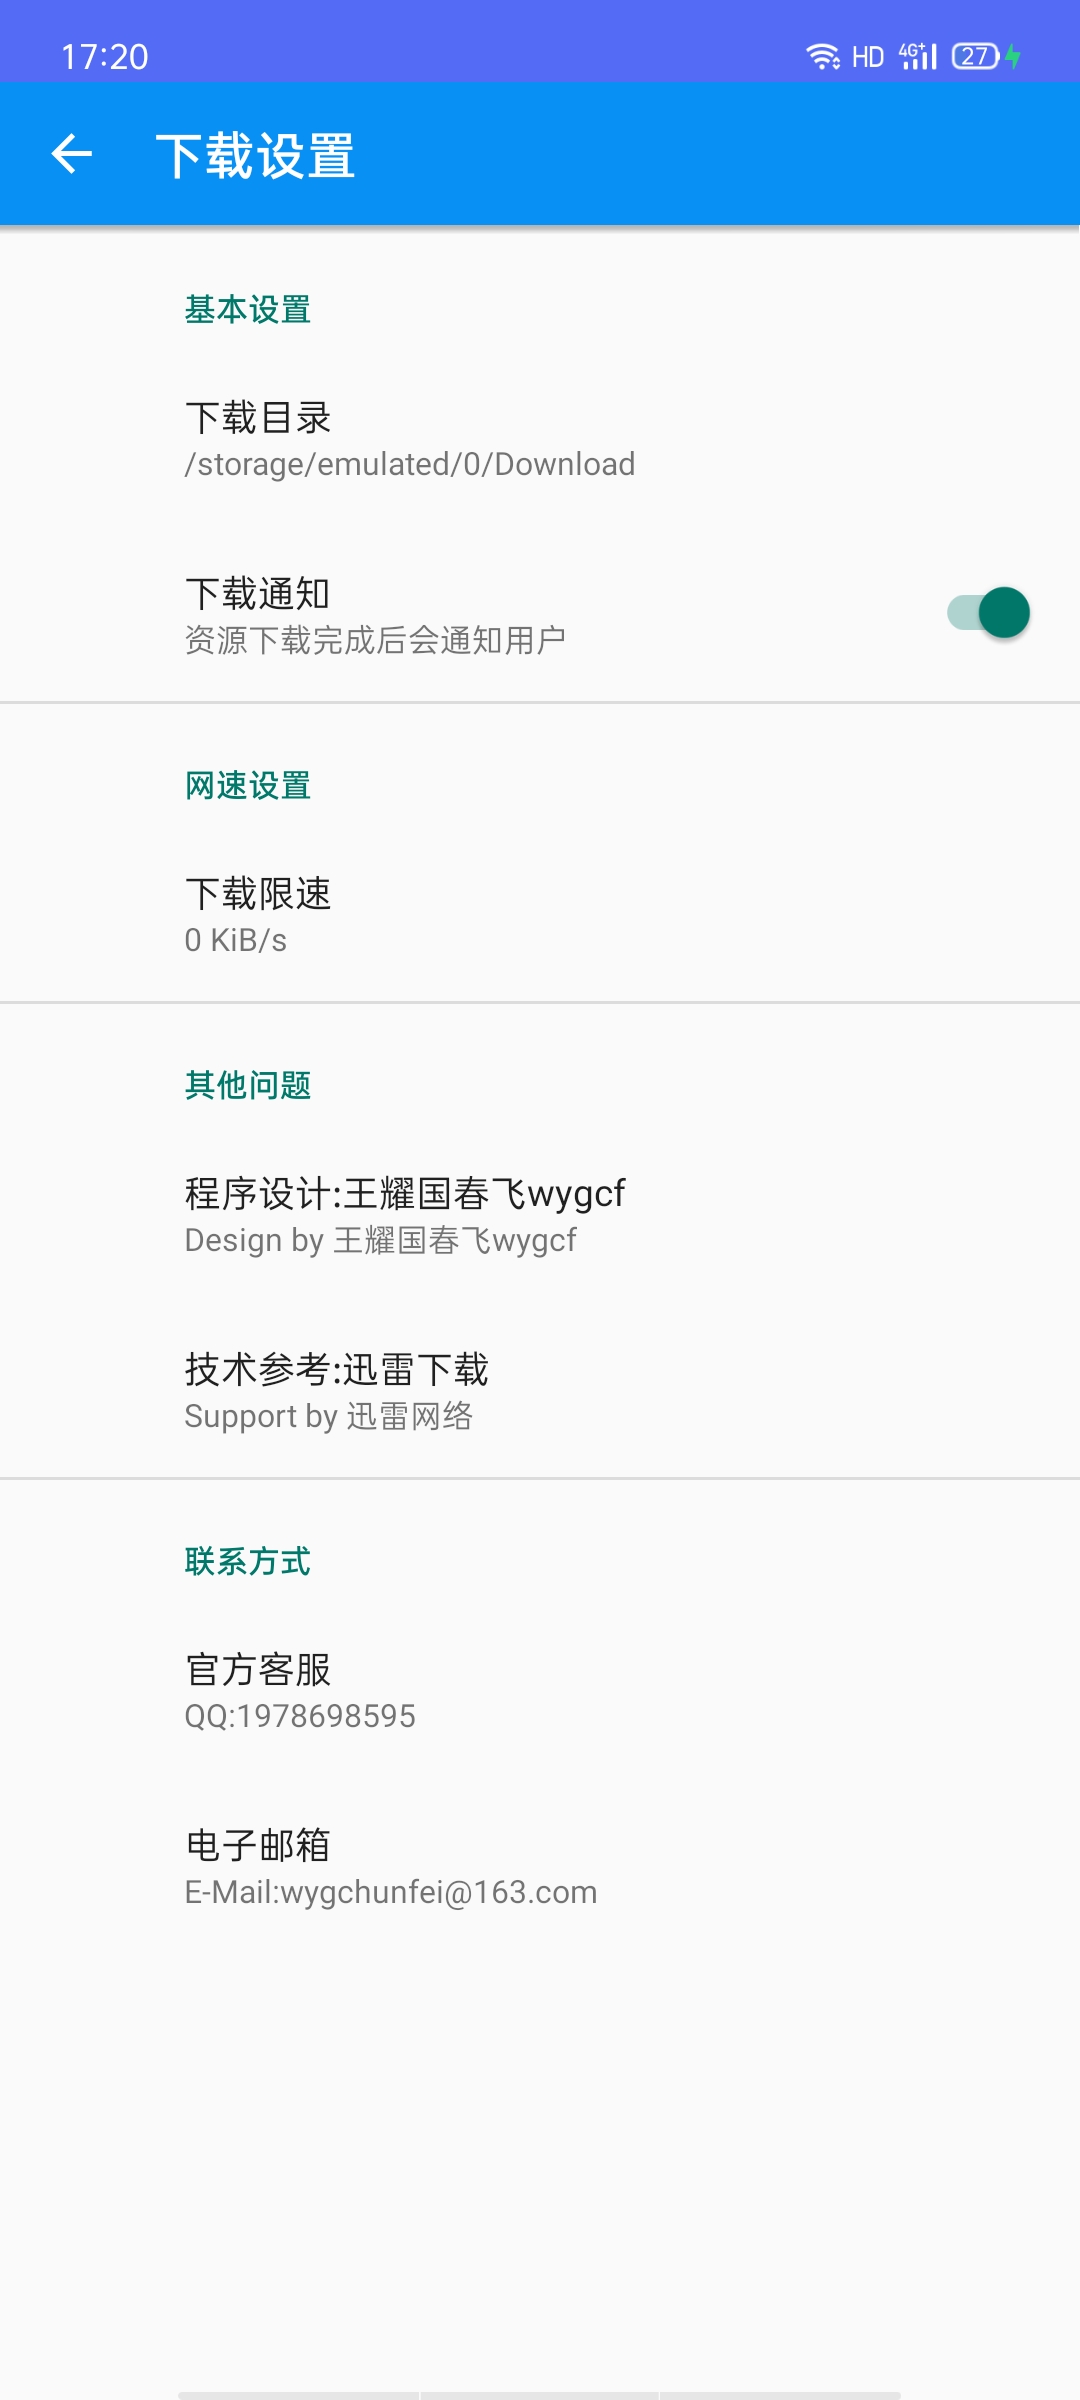 17:20
HD 4G+ 27
下载设置
基本设置
下载目录
/storage/emulated/0/Download
下载通知
资源下载完成后会通知用户
网速设置
下载限速
0 KiB/s
其他问题
程序设计:王耀国春飞wygcf
Design by 王耀国春飞wygcf
技术参考:迅雷下载
Support by 迅雷网络
联系方式
官方客服
QQ:1978698595
电子邮箱
E-Mail:wygchunfei@163.com